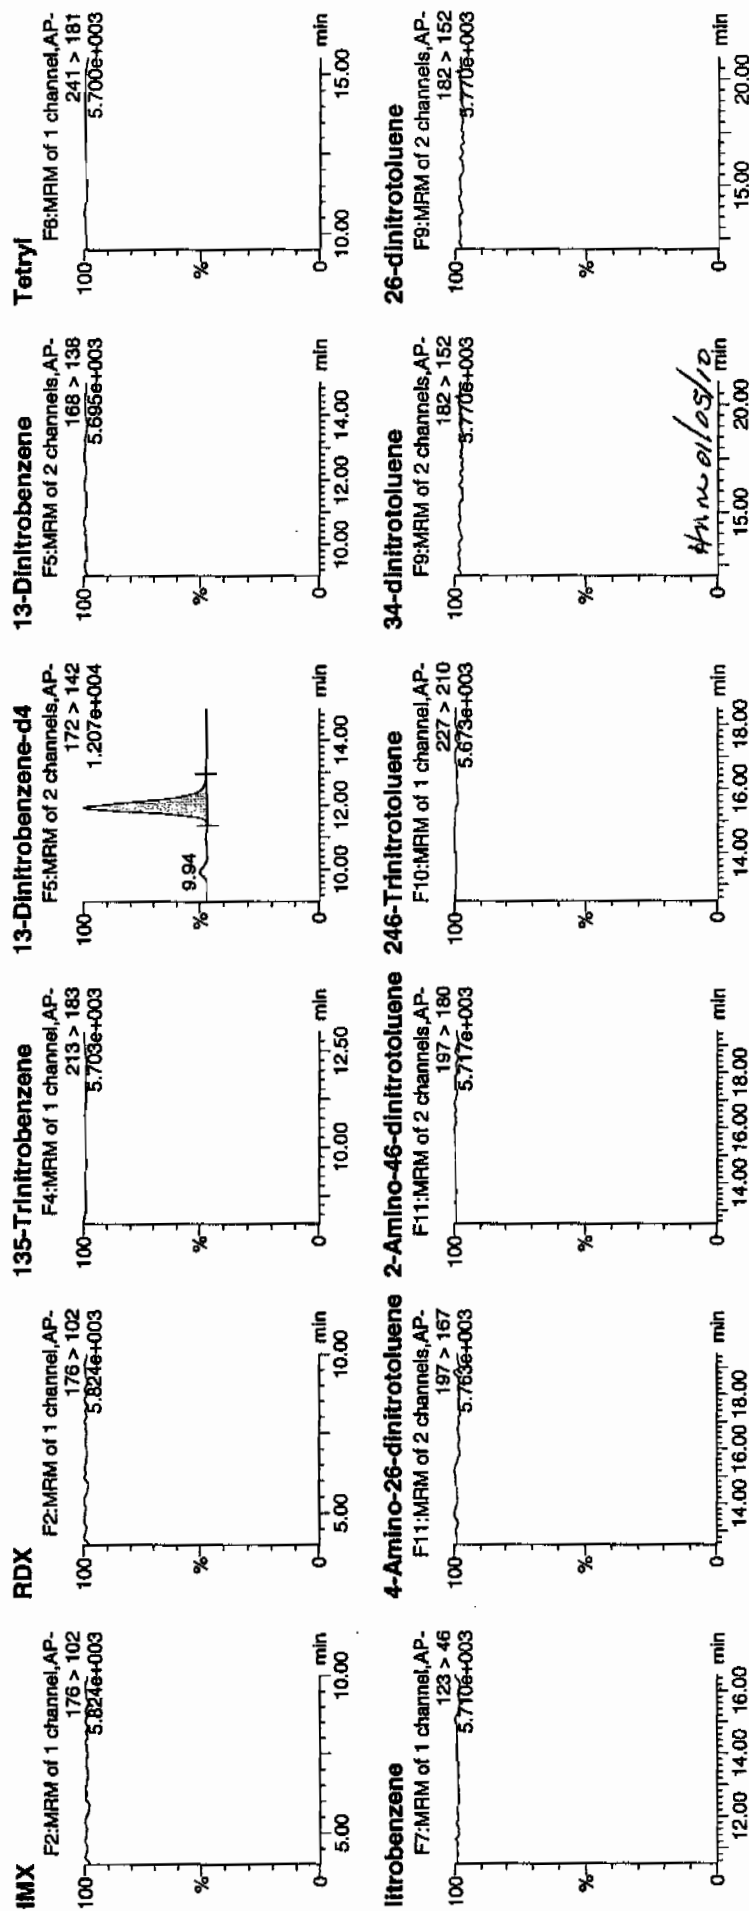 HMX
F2:MRM of 1 channel,AP-
176 > 102
5.824e+003
100
%
0
5.00
10.00
min
RDX
F2:MRM of 1 channel,AP-
176 > 102
5.824e+003
100
%
0
5.00
10.00
min
135-Trinitrobenzene
F4:MRM of 1 channel,AP-
213 > 183
5.703e+003
100
%
0
10.00
12.50
min
13-Dinitrobenzene-d4
F5:MRM of 2 channels,AP-
172 > 142
1.207e+004
100
9.94
%
0
10.00
12.00
14.00
min
13-Dinitrobenzene
F5:MRM of 2 channels,AP-
168 > 138
5.695e+003
100
%
0
10.00
12.00
14.00
min
Tetryl
F6:MRM of 1 channel,AP-
241 > 181
5.700e+003
100
%
0
10.00
15.00
min
litrobenzene
F7:MRM of 1 channel,AP-
123 > 46
5.710e+003
100
%
0
12.00
14.00
16.00
min
4-Amino-26-dinitrotoluene
F11:MRM of 2 channels,AP-
197 > 167
5.763e+003
100
%
0
14.00
16.00
18.00
min
2-Amino-46-dinitrotoluene
F11:MRM of 2 channels,AP-
197 > 180
5.717e+003
100
%
0
14.00
16.00
18.00
min
246-Trinitrotoluene
F10:MRM of 1 channel,AP-
227 > 210
5.673e+003
100
%
0
14.00
16.00
18.00
min
34-dinitrotoluene
F9:MRM of 2 channels,AP-
182 > 152
5.770e+003
100
%
0
15.00
20.00
min
01/05/10
26-dinitrotoluene
F9:MRM of 2 channels,AP-
182 > 152
5.770e+003
100
%
0
15.00
20.00
min